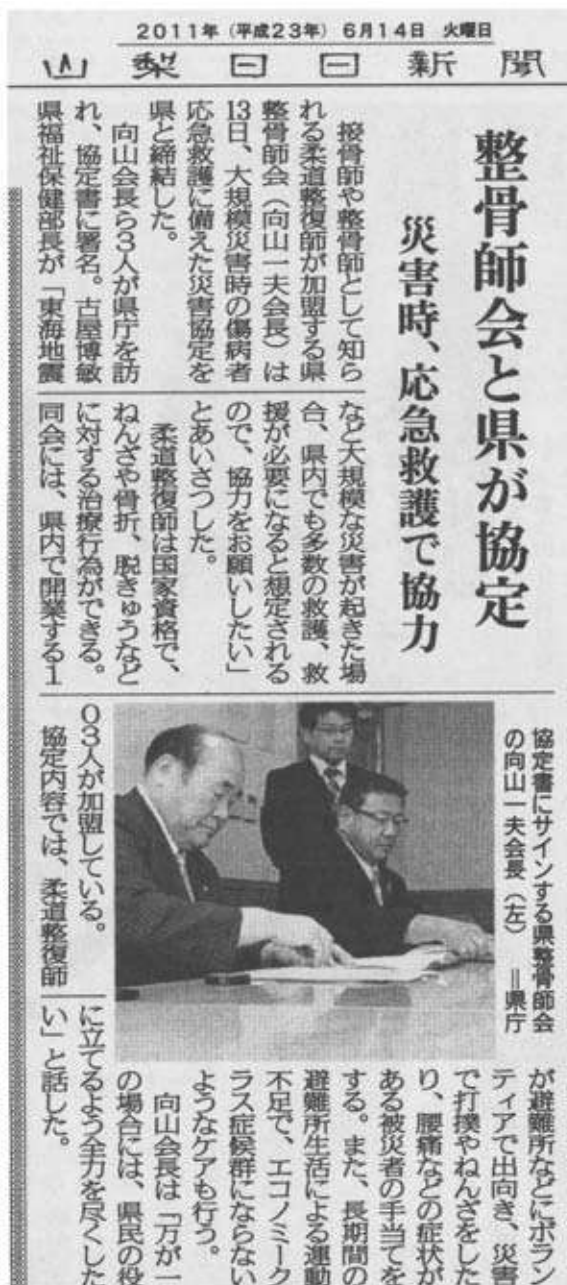 2011年（平成23年）6月14日　火曜日
山梨日日新聞
整骨師会と県が協定
災害時、応急救護で協力
接骨師や整骨師として知ら
れる柔道整復師が加盟する県
整骨師会（向山一夫会長）は
13日、大規模災害時の傷病者
応急救護に備えた災害協定を
県と締結した。
向山会長ら3人が県庁を訪
れ、協定書に署名。古屋博敏
県福祉保健部長が「東海地震
など大規模な災害が起きた場
合、県内でも多数の救護、救
援が必要になると想定される
ので、協力をお願いしたい」
とあいさつした。
柔道整復師は国家資格で、
ねんざや骨折、脱きゅうなど
に対する治療行為ができる。
同会には、県内で開業する1
03人が加盟している。
協定内容では、柔道整復師
が避難所などにボラン
ティアで出向き、災害
で打撲やねんざをした
り、腰痛などの症状が
ある被災者の手当てを
する。また、長期間の
避難所生活による運動
不足で、エコノミーク
ラス症候群にならない
ようなケアも行う。
向山会長は「万が一
の場合には、県民の役
に立てるよう全力を尽くした
い」と話した。
協定書にサインする県整骨師会
の向山一夫会長（左）　＝県庁